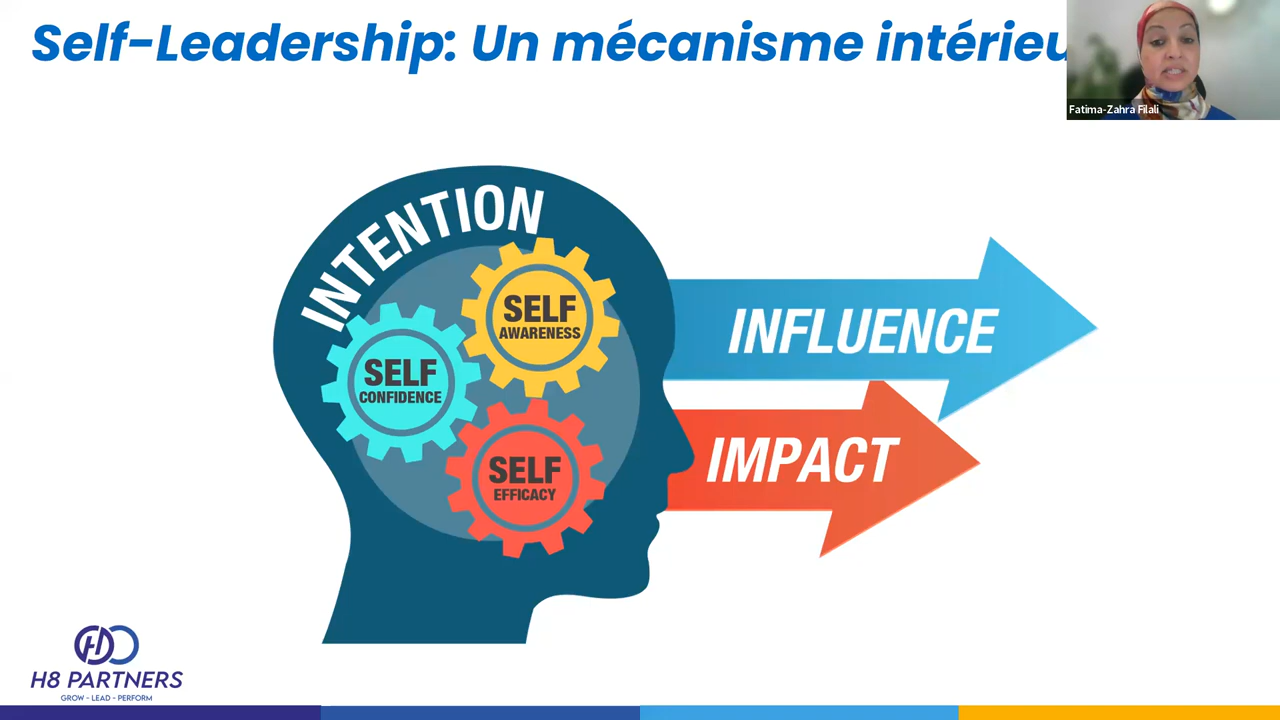 Self-Leadership: Un mécanisme intérieu
Fatima-Zahra Filali
INTENTION
SELF
AWARENESS
SELF
CONFIDENCE
SELF
EFFICACY
INFLUENCE
IMPACT
H8 PARTNERS
GROW - LEAD - PERFORM